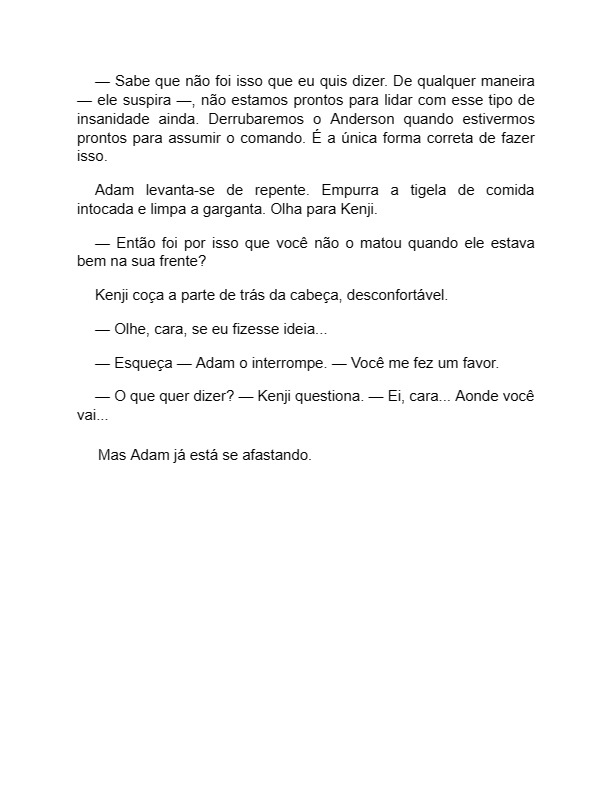 — Sabe que não foi isso que eu quis dizer. De qualquer maneira
— ele suspira —, não estamos prontos para lidar com esse tipo de
insanidade ainda. Derrubaremos o Anderson quando estivermos
prontos para assumir o comando. É a única forma correta de fazer
isso.
Adam levanta-se de repente. Empurra a tigela de comida
intocada e limpa a garganta. Olha para Kenji.
— Então foi por isso que você não o matou quando ele estava
bem na sua frente?
Kenji coça a parte de trás da cabeça, desconfortável.
— Olhe, cara, se eu fizesse ideia...
— Esqueça — Adam o interrompe. — Você me fez um favor.
— O que quer dizer? — Kenji questiona. — Ei, cara... Aonde você
vai...
Mas Adam já está se afastando.